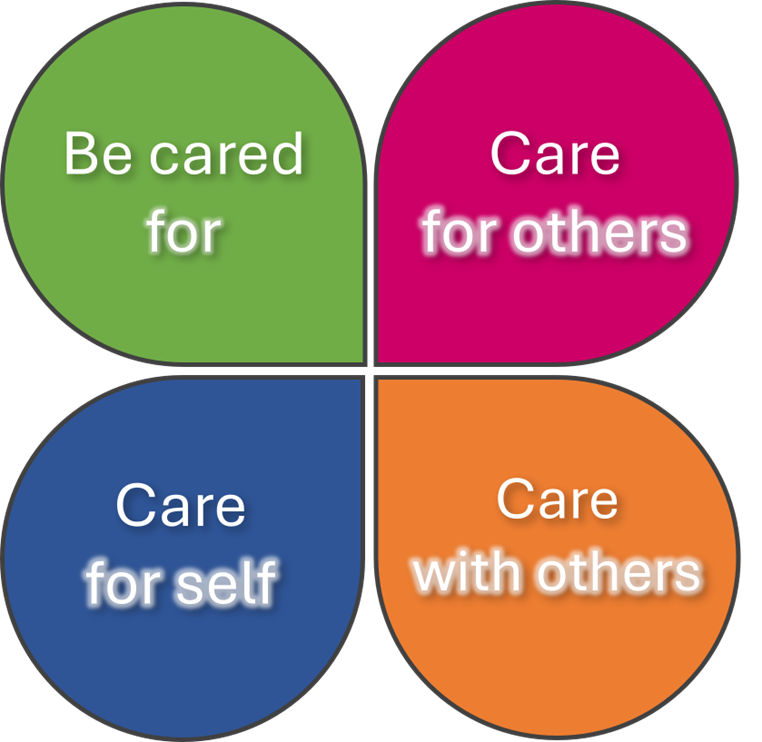 Be cared
for
Care
for others
Care
for self
Care
with others